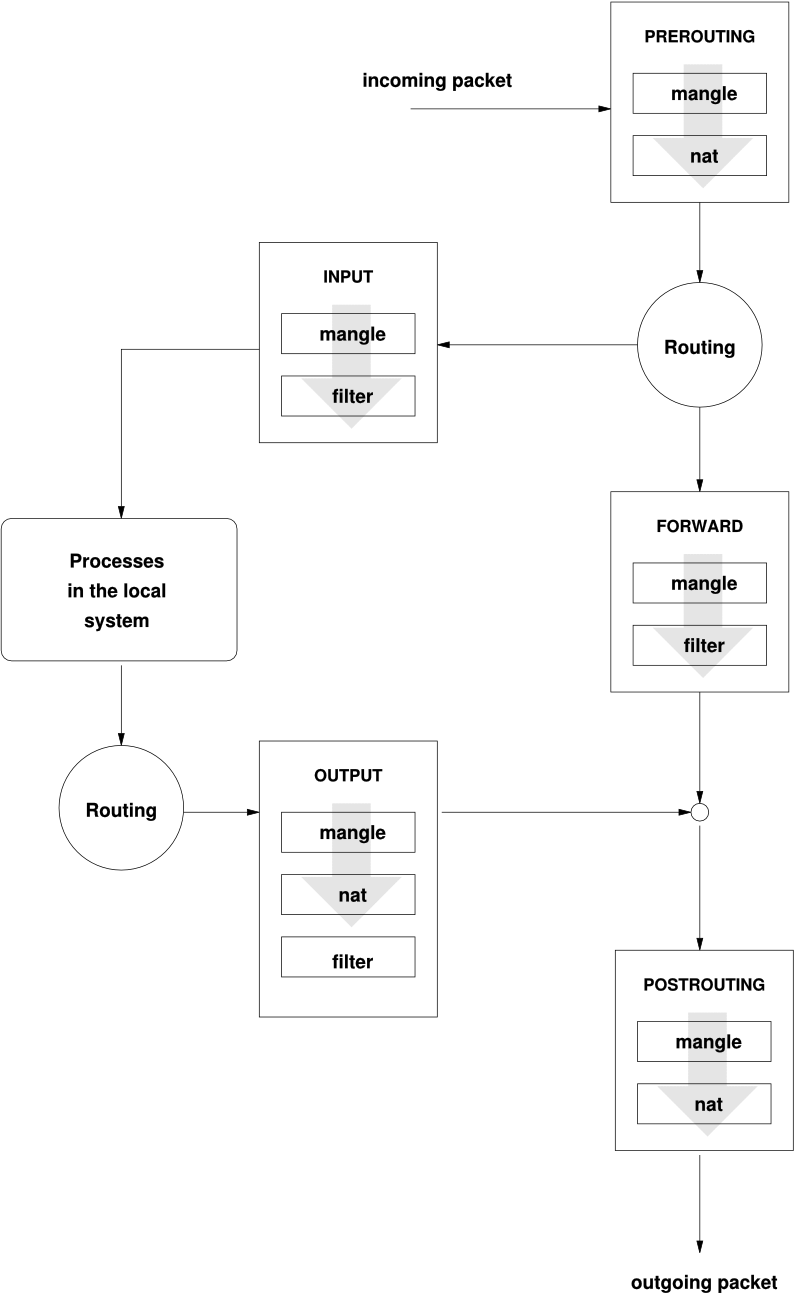 PREROUTING
incoming packet
mangle
nat
INPUT
mangle
filter
Routing
FORWARD
mangle
filter
Processes
in the local
system
Routing
OUTPUT
mangle
nat
filter
POSTROUTING
mangle
nat
outgoing packet